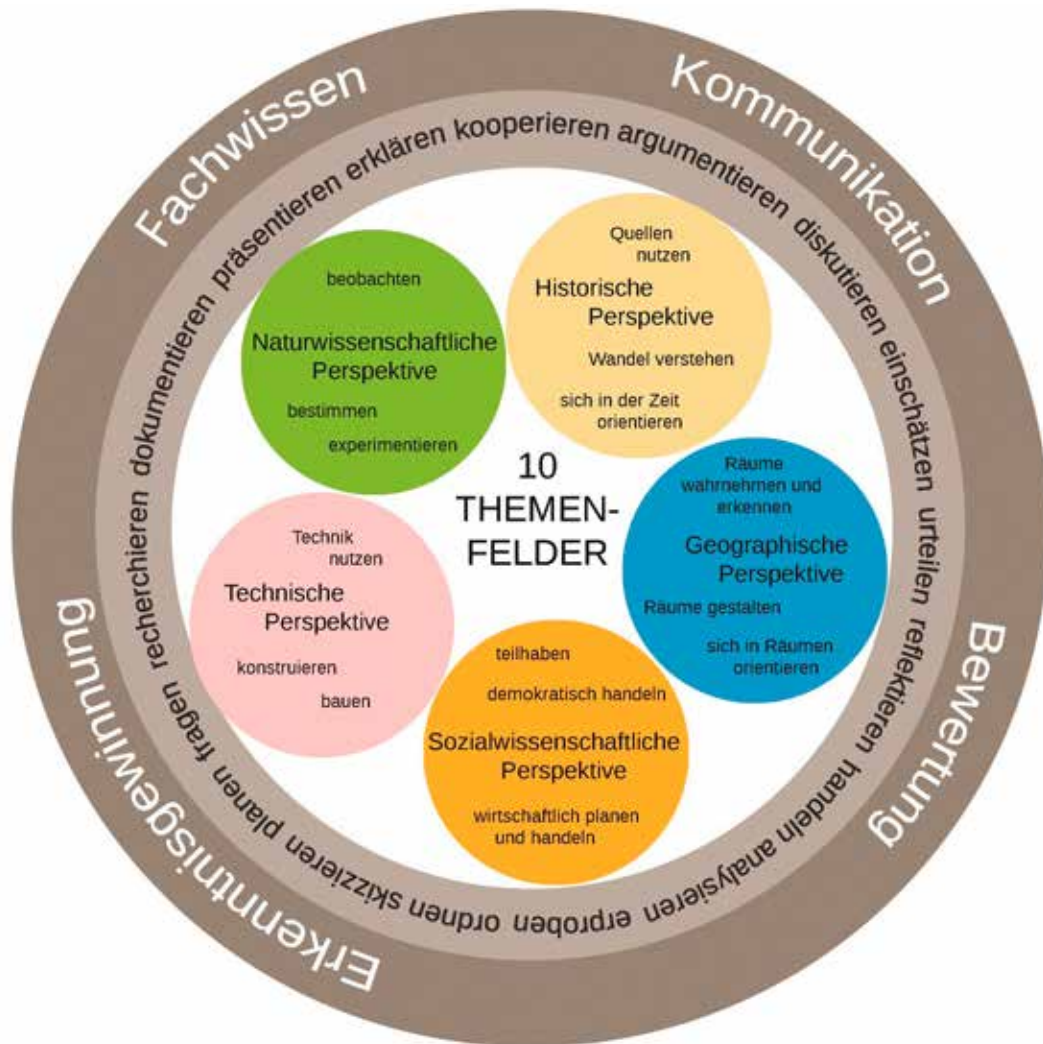 Fachwissen
Kommunikation
Bewertung
Erkenntnisgewinnung
fragen recherchieren dokumentieren präsentieren erklären kooperieren argumentieren diskutieren einschätzen urteilen reflektieren handeln analysieren erproben ordnen skizzieren planen
beobachten
Naturwissenschaftliche
Perspektive
bestimmen
experimentieren
Quellen
nutzen
Historische
Perspektive
Wandel verstehen
sich in der Zeit
orientieren
10
THEMEN-
FELDER
Räume
wahrnehmen und
erkennen
Geographische
Perspektive
Räume gestalten
sich in Räumen
orientieren
Technik
nutzen
Technische
Perspektive
konstruieren
bauen
teilhaben
demokratisch handeln
Sozialwissenschaftliche
Perspektive
wirtschaftlich planen
und handeln